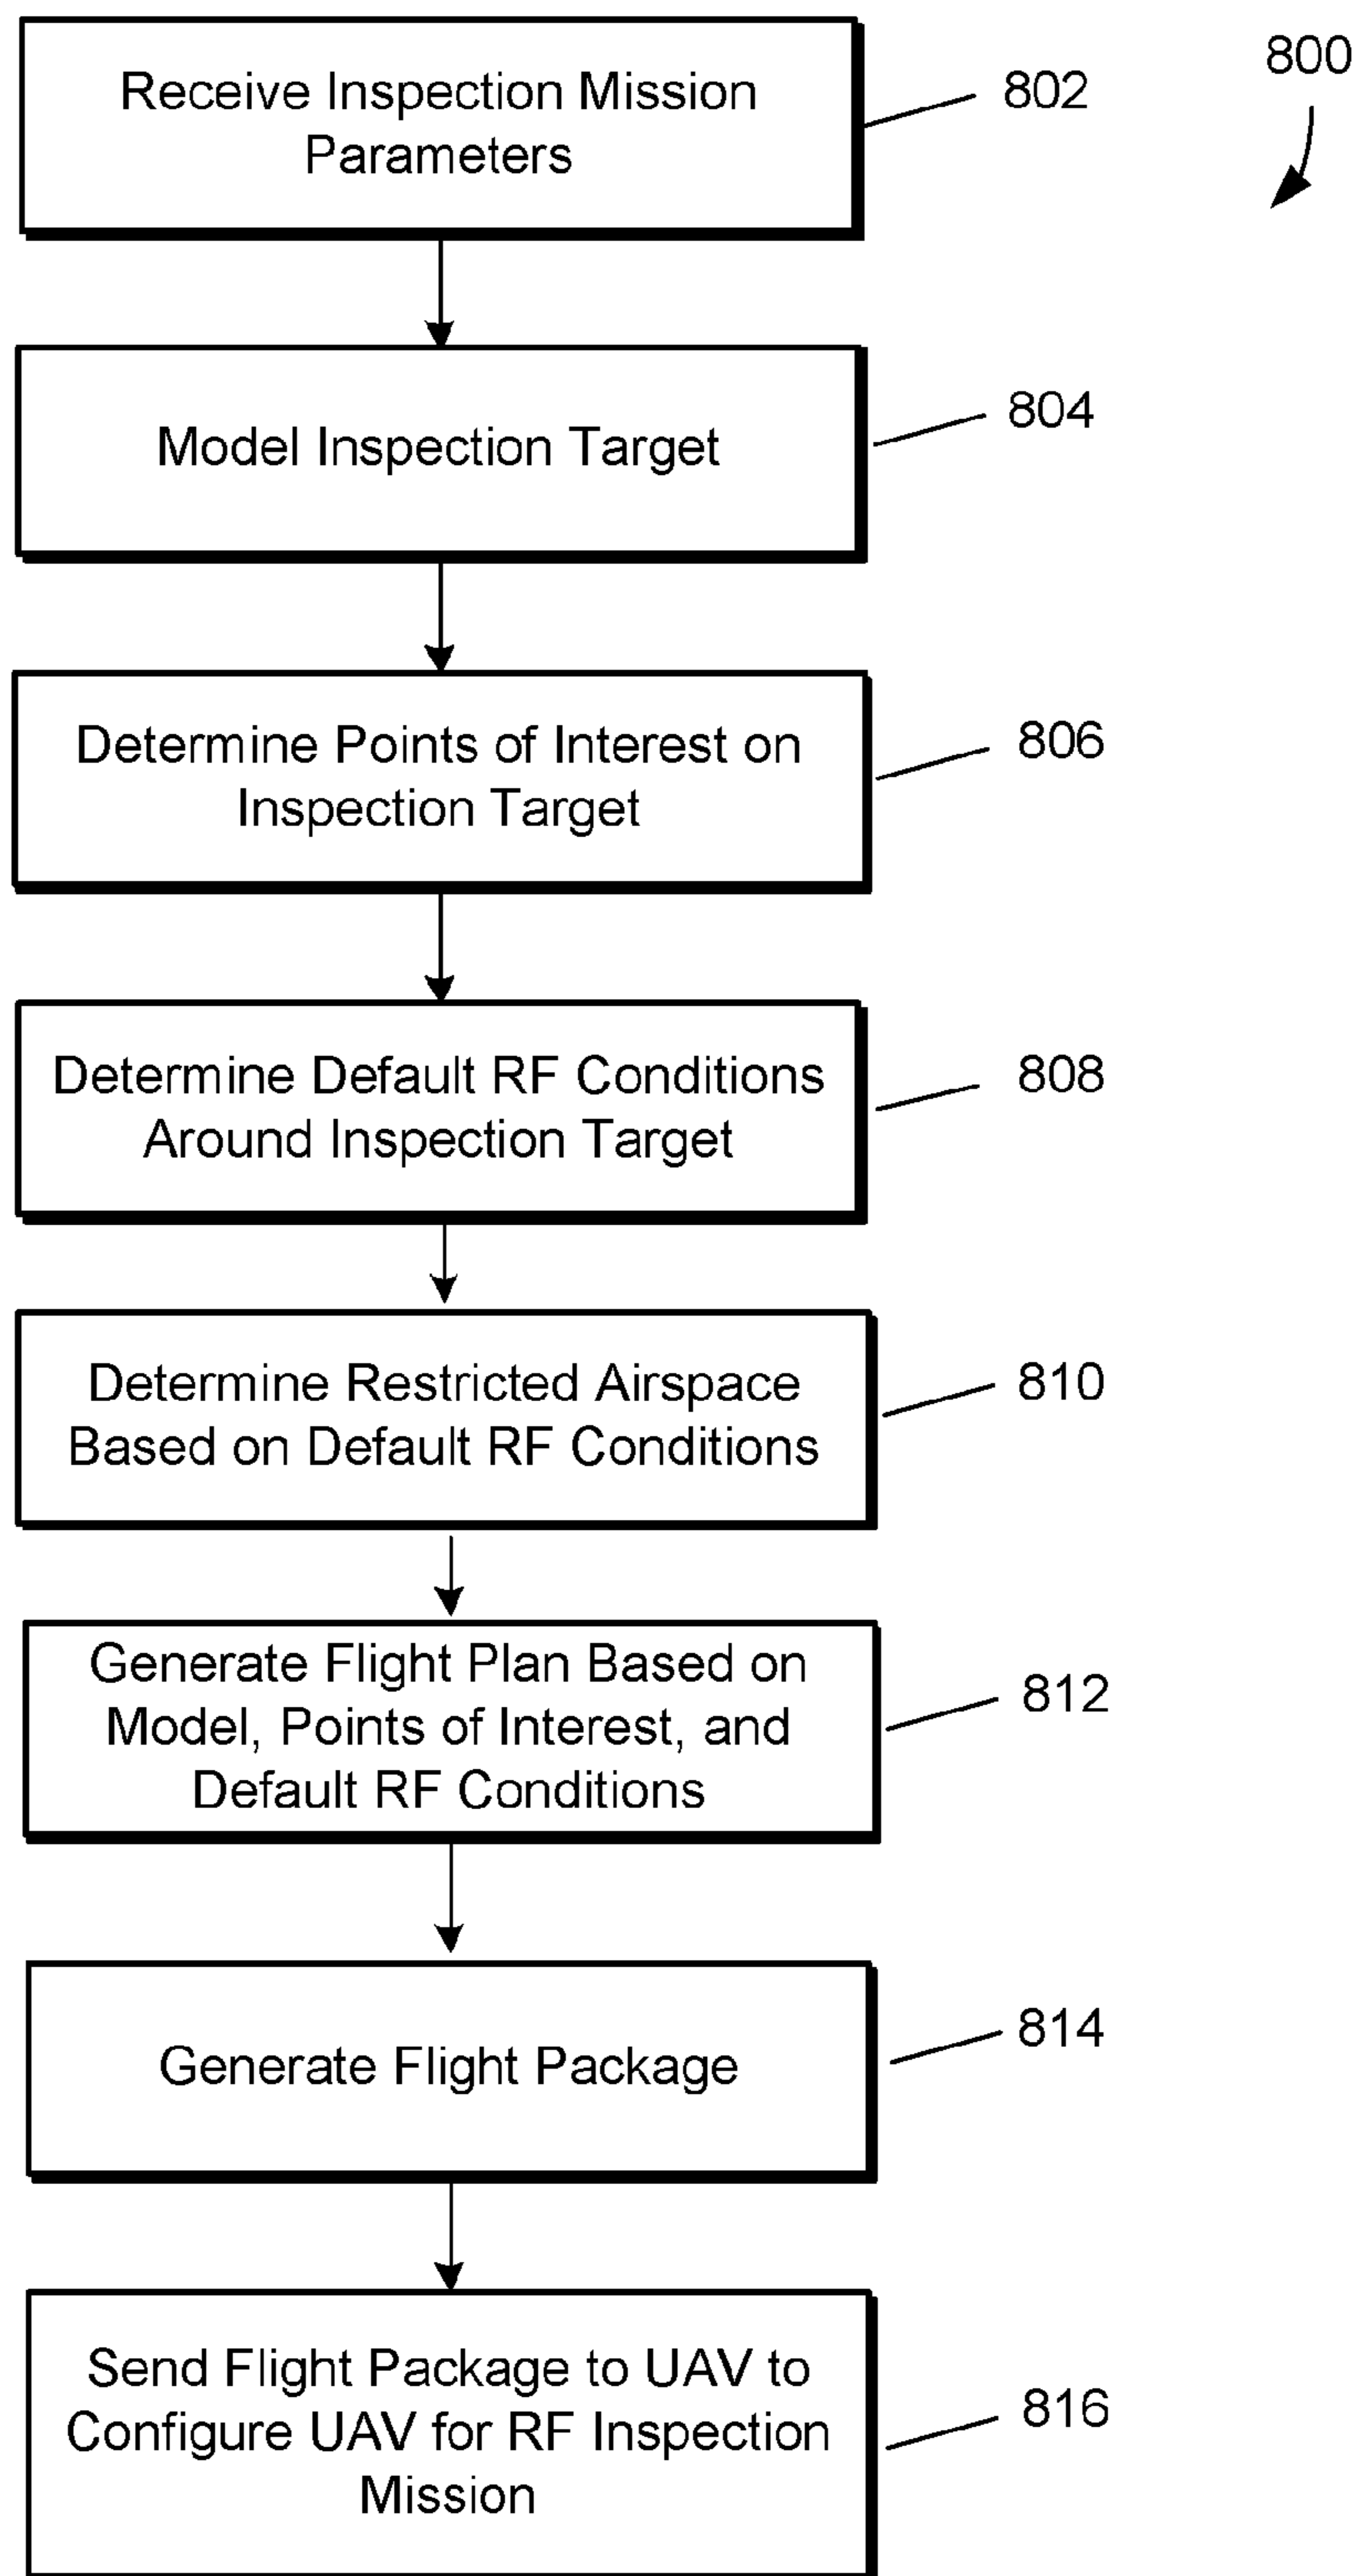 800
Receive Inspection Mission
Parameters
802
Model Inspection Target
804
Determine Points of Interest on
Inspection Target
806
Determine Default RF Conditions
Around Inspection Target
808
Determine Restricted Airspace
Based on Default RF Conditions
810
Generate Flight Plan Based on
Model, Points of Interest, and
Default RF Conditions
812
Generate Flight Package
814
Send Flight Package to UAV to
Configure UAV for RF Inspection
Mission
816